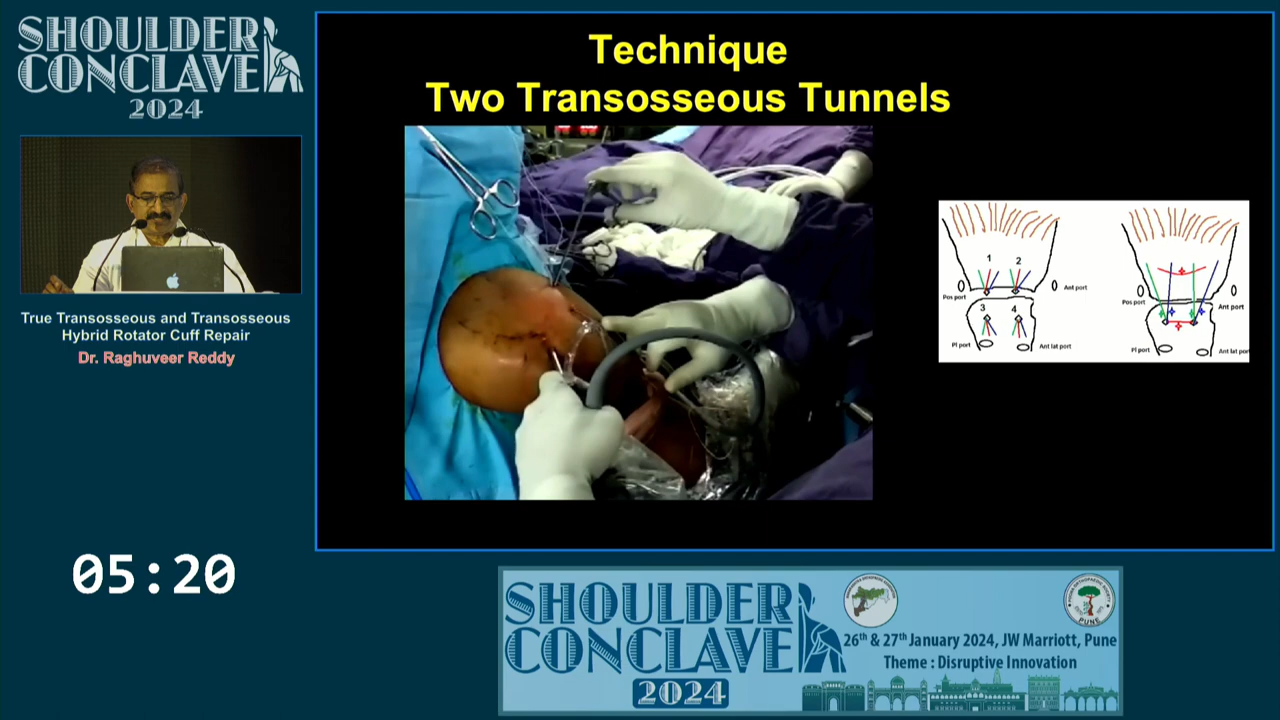 SHOULDER
CONCLAVE
2024
True Transosseous and Transosseous
Hybrid Rotator Cuff Repair
Dr. Raghuveer Reddy
05:20
Technique
Two Transosseous Tunnels
1 2
Pos port
Ant port
3 4
Pl port
Ant lat port
Pos port
Ant port
Pl port
Ant lat port
SHOULDER
CONCLAVE
2024
PUNE
26th & 27th January 2024, JW Marriott, Pune
Theme : Disruptive Innovation